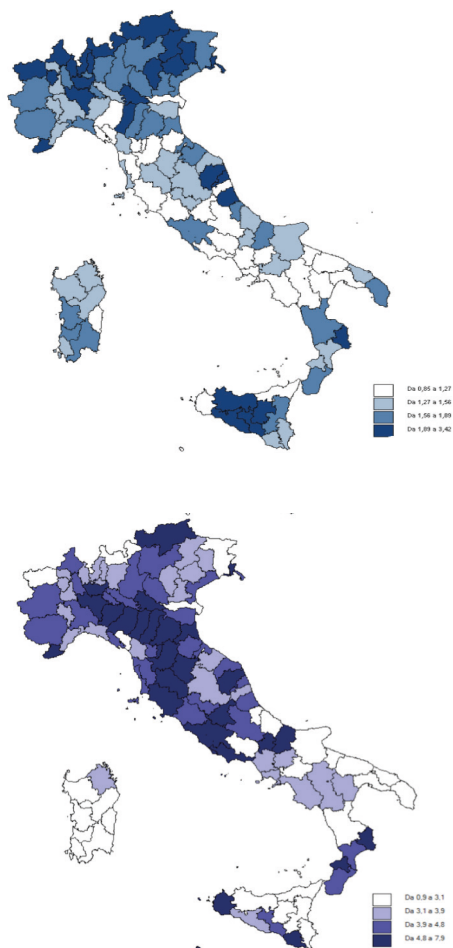 Da 0,85 a 1,27
Da 1,27 a 1,56
Da 1,56 a 1,89
Da 1,89 a 3,42
Da 0,9 a 3,1
Da 3,1 a 3,9
Da 3,9 a 4,8
Da 4,8 a 7,9